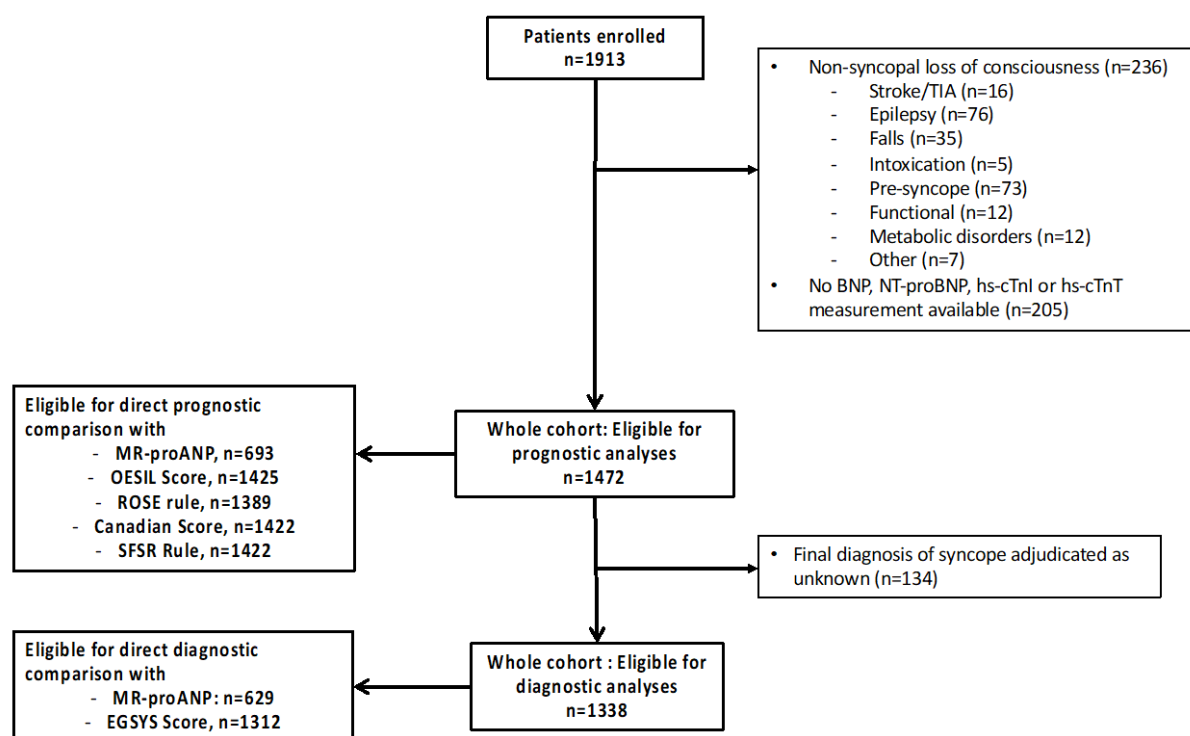 Patients enrolled
n=1913
• Non-syncopal loss of consciousness (n=236)
- Stroke/TIA (n=16)
- Epilepsy (n=76)
- Falls (n=35)
- Intoxication (n=5)
- Pre-syncope (n=73)
- Functional (n=12)
- Metabolic disorders (n=12)
- Other (n=7)
• No BNP, NT-proBNP, hs-cTnI or hs-cTnT
measurement available (n=205)
Eligible for direct prognostic
comparison with
- MR-proANP, n=693
- OESIL Score, n=1425
- ROSE rule, n=1389
- Canadian Score, n=1422
- SFSR Rule, n=1422
Whole cohort: Eligible for
prognostic analyses
n=1472
• Final diagnosis of syncope adjudicated as
unknown (n=134)
Eligible for direct diagnostic
comparison with
- MR-proANP: n=629
- EGSYS Score, n=1312
Whole cohort : Eligible for
diagnostic analyses
n=1338